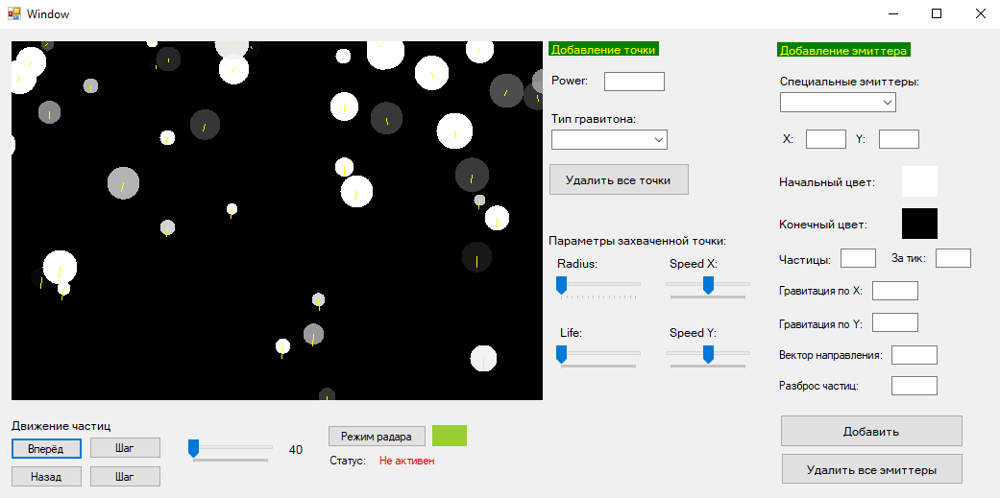 Window
Добавление точки
Power:
Тип гравитона:
Удалить все точки
Параметры захваченной точки:
Radius:
Speed X:
Life:
Speed Y:
Добавление эмиттера
Специальные эмиттеры:
X:
Y:
Начальный цвет:
Конечный цвет:
Частицы:
За тик:
Гравитация по X:
Гравитация по Y:
Вектор направления:
Разброс частиц:
Добавить
Удалить все эмиттеры
Движение частиц
Вперёд
Шаг
40
Назад
Шаг
Режим радара
Статус:
Не активен